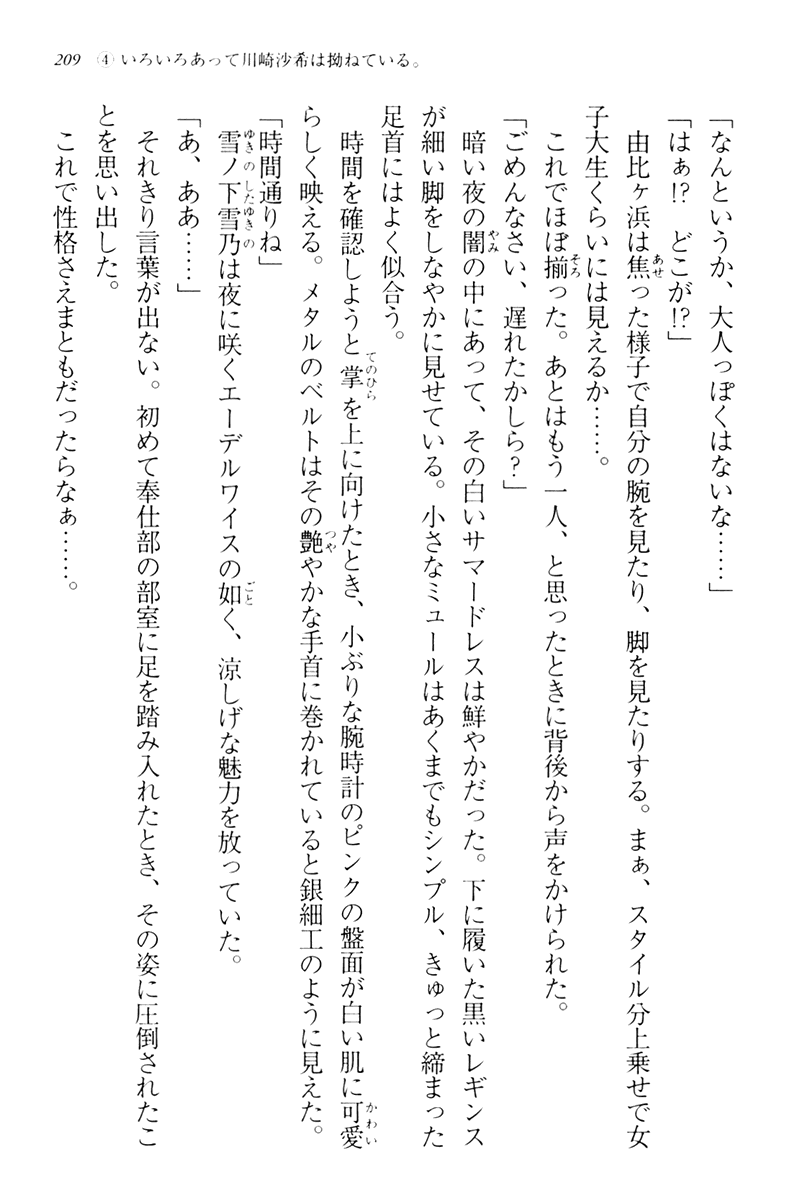 209 ④ いろいろあって川崎沙希は拗ねている。
「なんというか、大人っぽくはないな……」
「はぁ!? どこが!?」
由比ヶ浜は焦った様子で自分の腕を見たり、脚を見たりする。まぁ、スタイル分上乗せで女
子大生くらいには見えるか……。
これでほぼ揃った。あとはもう一人、と思ったときに背後から声をかけられた。
「ごめんなさい、遅れたかしら?」
暗い夜の闇の中にあって、その白いサマードレスは鮮やかだった。下に履いた黒いレギンス
が細い脚をしなやかに見せている。小さなミュールはあくまでもシンプル、きゅっと締まった
足首にはよく似合う。
時間を確認しようと掌を上に向けたとき、小ぶりな腕時計のピンクの盤面が白い肌に可愛
らしく映える。メタルのベルトはその艶やかな手首に巻かれていると銀細工のように見えた。
「時間通りね」
雪ノ下雪乃は夜に咲くエーデルワイスの如く、涼しげな魅力を放っていた。
「あ、ああ……」
それきり言葉が出ない。初めて奉仕部の部室に足を踏み入れたとき、その姿に圧倒されたこ
とを思い出した。
これで性格さえまともだったらなぁ……。